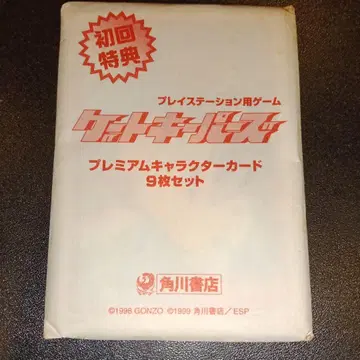 初回
特典
プレイステーション用ゲーム
ゲートキーパーズ
プレミアムキャラクターカード
9枚セット
角川書店
©1996 GONZO ©1999 角川書店／ESP